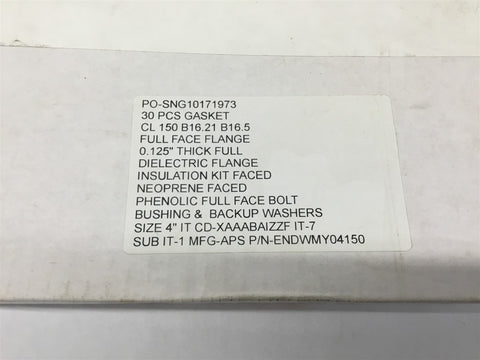 PO-SNG10171973
30 PCS GASKET
CL 150 B16.21 B16.5
FULL FACE FLANGE
0.125" THICK FULL
DIELECTRIC FLANGE
INSULATION KIT FACED
NEOPRENE FACED
PHENOLIC FULL FACE BOLT
BUSHING & BACKUP WASHERS
SIZE 4" IT CD-XAAABAIZZF IT-7
SUB IT-1 MFG-APS P/N-ENDWMY04150